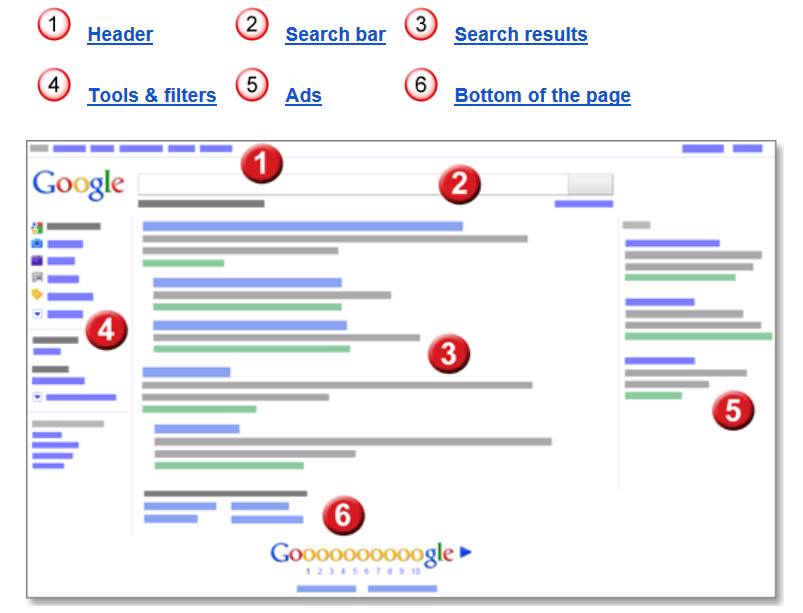 1 Header 2 Search bar 3 Search results
4 Tools & filters 5 Ads 6 Bottom of the page
1
Google
2
4
3
5
6
Gooooooooooogle
1 2 3 4 5 6 7 8 9 10